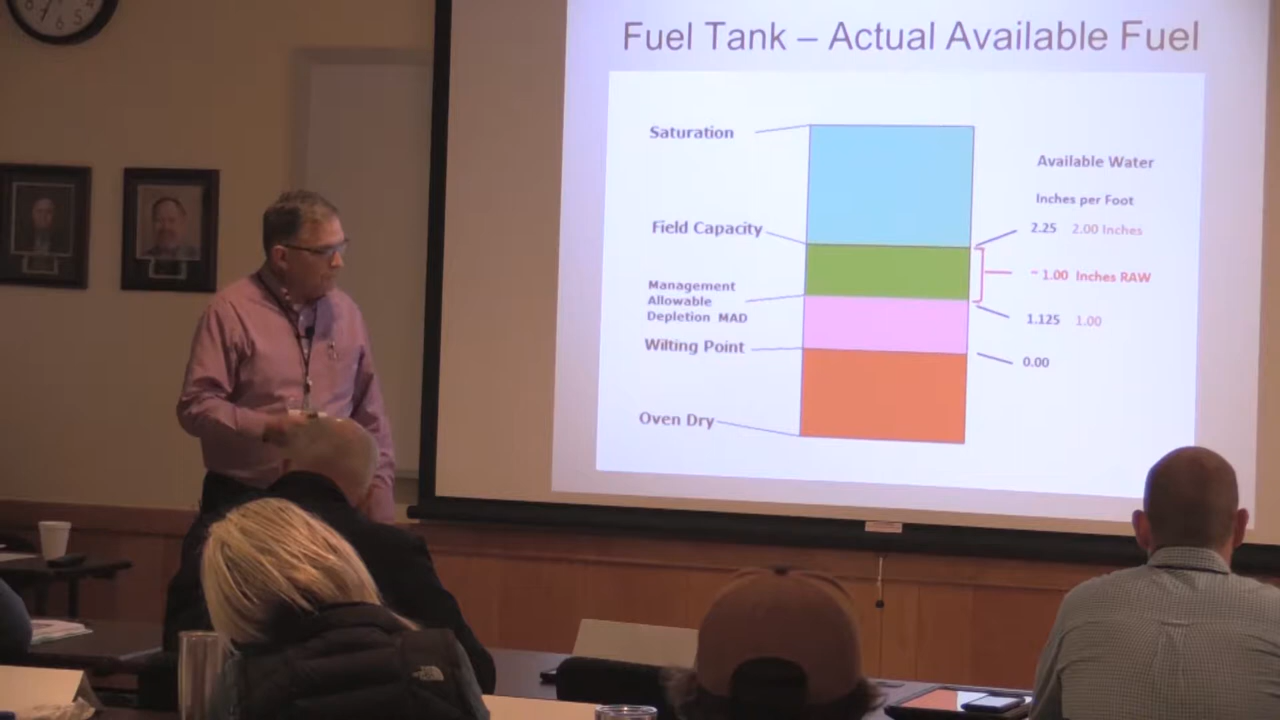 Fuel Tank – Actual Available Fuel
Saturation
Available Water
Inches per Foot
Field Capacity
2.25 2.00 Inches
~ 1.00 Inches RAW
Management
Allowable
Depletion MAD
1.125 1.00
Wilting Point
0.00
Oven Dry